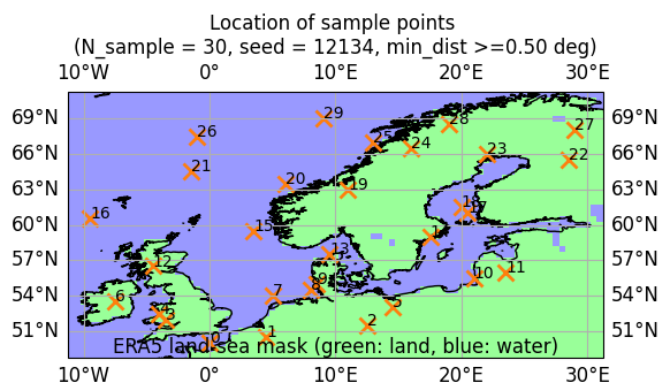 Location of sample points
(N_sample = 30, seed = 12134, min_dist >=0.50 deg)
10°W 0° 10°E 20°E 30°E
29
28
69°N 69°N
26 25 24 27
66°N 23 22 66°N
21 20 19
63°N 63°N
16 18
60°N 15 60°N
13
57°N 12 11 57°N
10
9
6 7 8 5
54°N 54°N
3 2
51°N 1 51°N
0
ERA5 land-sea mask (green: land, blue: water)
10°W 0° 10°E 20°E 30°E